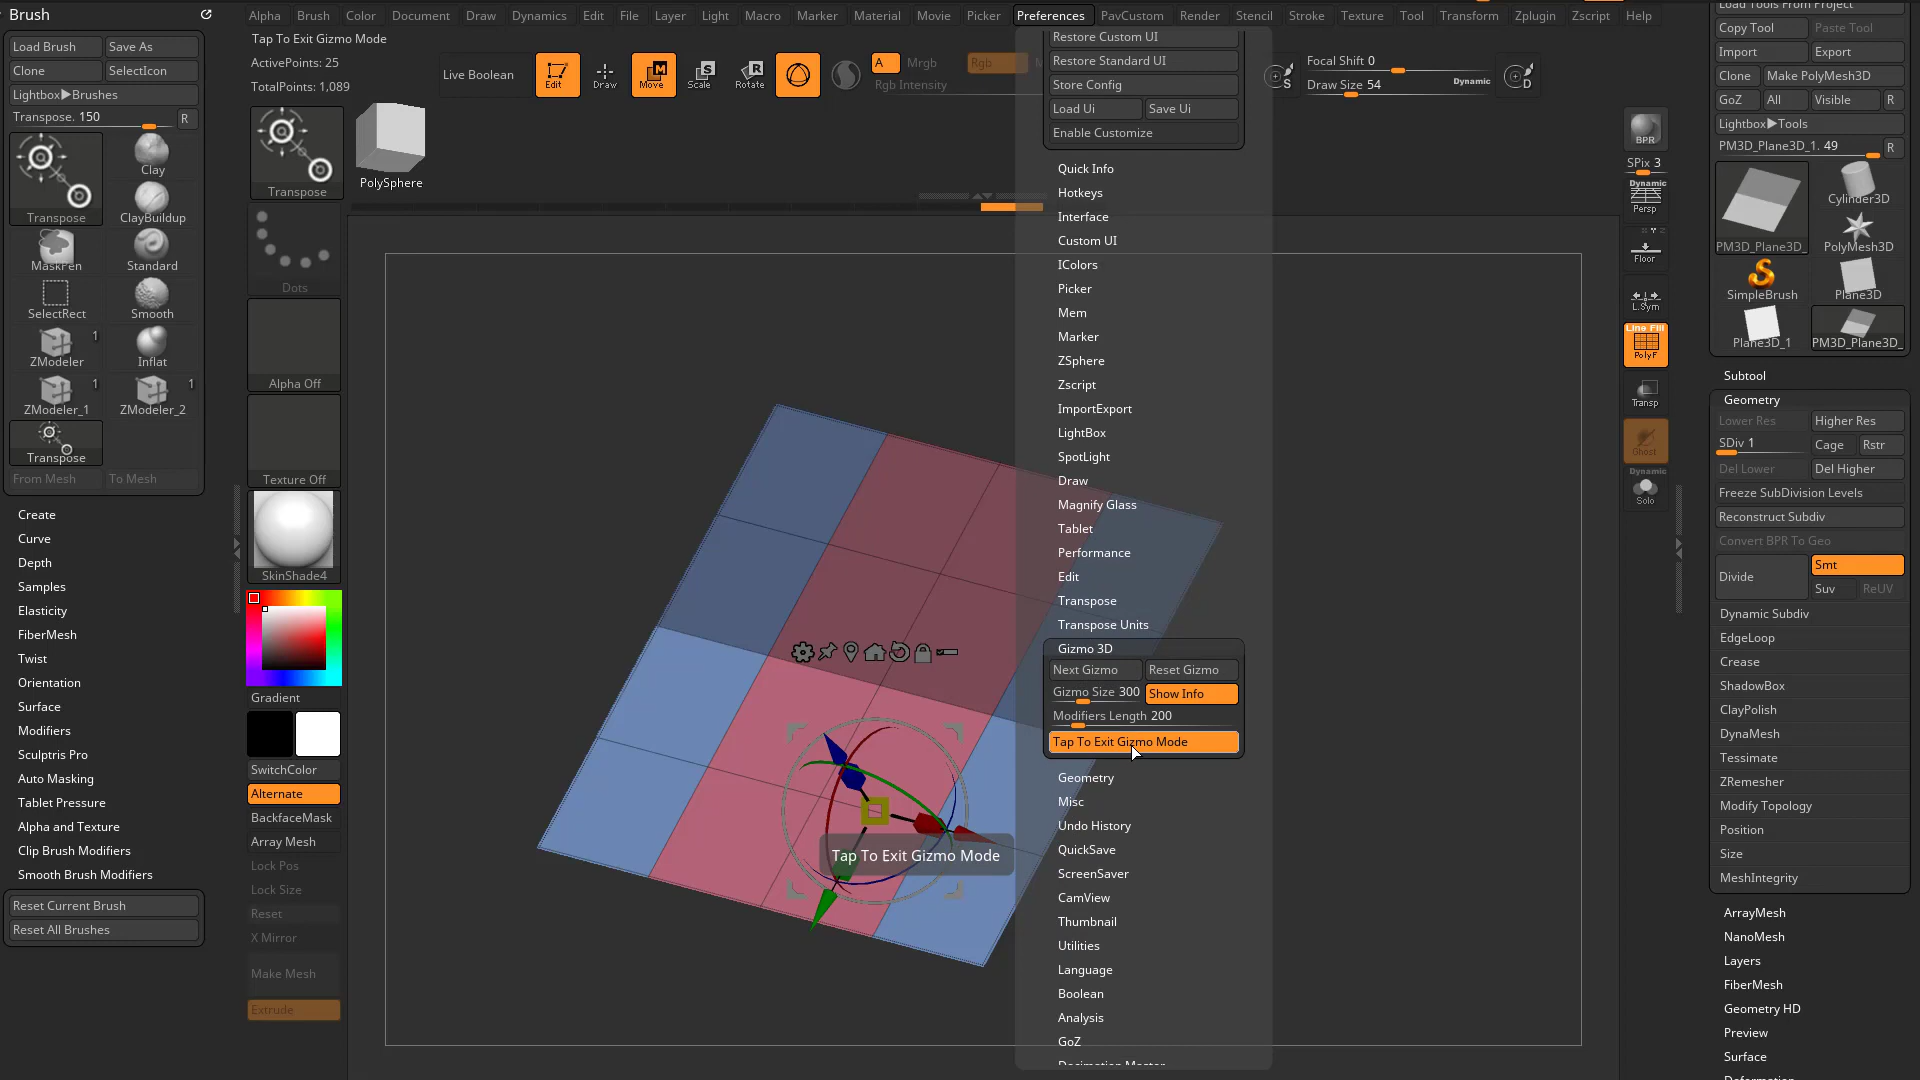 Brush
Alpha Brush Color Document Draw Dynamics Edit File Layer Light Macro Marker Material Movie Picker Preferences PavCustom Render Stencil Stroke Texture Tool Transform Zplugin Zscript Help
Load Brush Save As
Clone SelectIcon
Lightbox▶Brushes
Transpose. 150 R
Transpose
Clay
ClayBuildup
MaskPen Standard
SelectRect Smooth
ZModeler 1 Inflat
ZModeler_1 1 ZModeler_2 1
Transpose
From Mesh To Mesh
Create
Curve
Depth
Samples
Elasticity
FiberMesh
Twist
Orientation
Surface
Modifiers
Sculptris Pro
Auto Masking
Tablet Pressure
Alpha and Texture
Clip Brush Modifiers
Smooth Brush Modifiers
Reset Current Brush
Reset All Brushes
Tap To Exit Gizmo Mode
ActivePoints: 25
TotalPoints: 1,089
Live Boolean
Edit Draw Move Scale Rotate
A Mrgb Rgb
Rgb Intensity
Focal Shift 0
Draw Size 54 Dynamic
S D
Transpose
PolySphere
Dots
Alpha Off
Texture Off
SkinShade4
Gradient
SwitchColor
Alternate
BackfaceMask
Array Mesh
Lock Pos
Lock Size
Reset
X Mirror
Make Mesh
Extrude
Tap To Exit Gizmo Mode
Restore Custom UI
Restore Standard UI
Store Config
Load Ui Save Ui
Enable Customize
Quick Info
Hotkeys
Interface
Custom UI
IColors
Picker
Mem
Marker
ZSphere
Zscript
ImportExport
LightBox
SpotLight
Draw
Magnify Glass
Tablet
Performance
Edit
Transpose
Transpose Units
Gizmo 3D
Next Gizmo Reset Gizmo
Gizmo Size 300 Show Info
Modifiers Length 200
Tap To Exit Gizmo Mode
Geometry
Misc
Undo History
QuickSave
ScreenSaver
CamView
Thumbnail
Utilities
Language
Boolean
Analysis
GoZ
Decimation Master
BPR
SPix 3
Dynamic
Persp
Floor
L.Sym
Line Fill
PolyF
Transp
Ghost
Dynamic
Solo
Load Tools From Project
Copy Tool Paste Tool
Import Export
Clone Make PolyMesh3D
GoZ All Visible R
Lightbox▶Tools
PM3D_Plane3D_1. 49 R
PM3D_Plane3D_
Cylinder3D
PolyMesh3D
SimpleBrush Plane3D
Plane3D_1 PM3D_Plane3D_
Subtool
Geometry
Lower Res Higher Res
SDiv 1 Cage Rstr
Del Lower Del Higher
Freeze SubDivision Levels
Reconstruct Subdiv
Convert BPR To Geo
Divide Smt
Suv ReUV
Dynamic Subdiv
EdgeLoop
Crease
ShadowBox
ClayPolish
DynaMesh
Tessimate
ZRemesher
Modify Topology
Position
Size
MeshIntegrity
ArrayMesh
NanoMesh
Layers
FiberMesh
Geometry HD
Preview
Surface